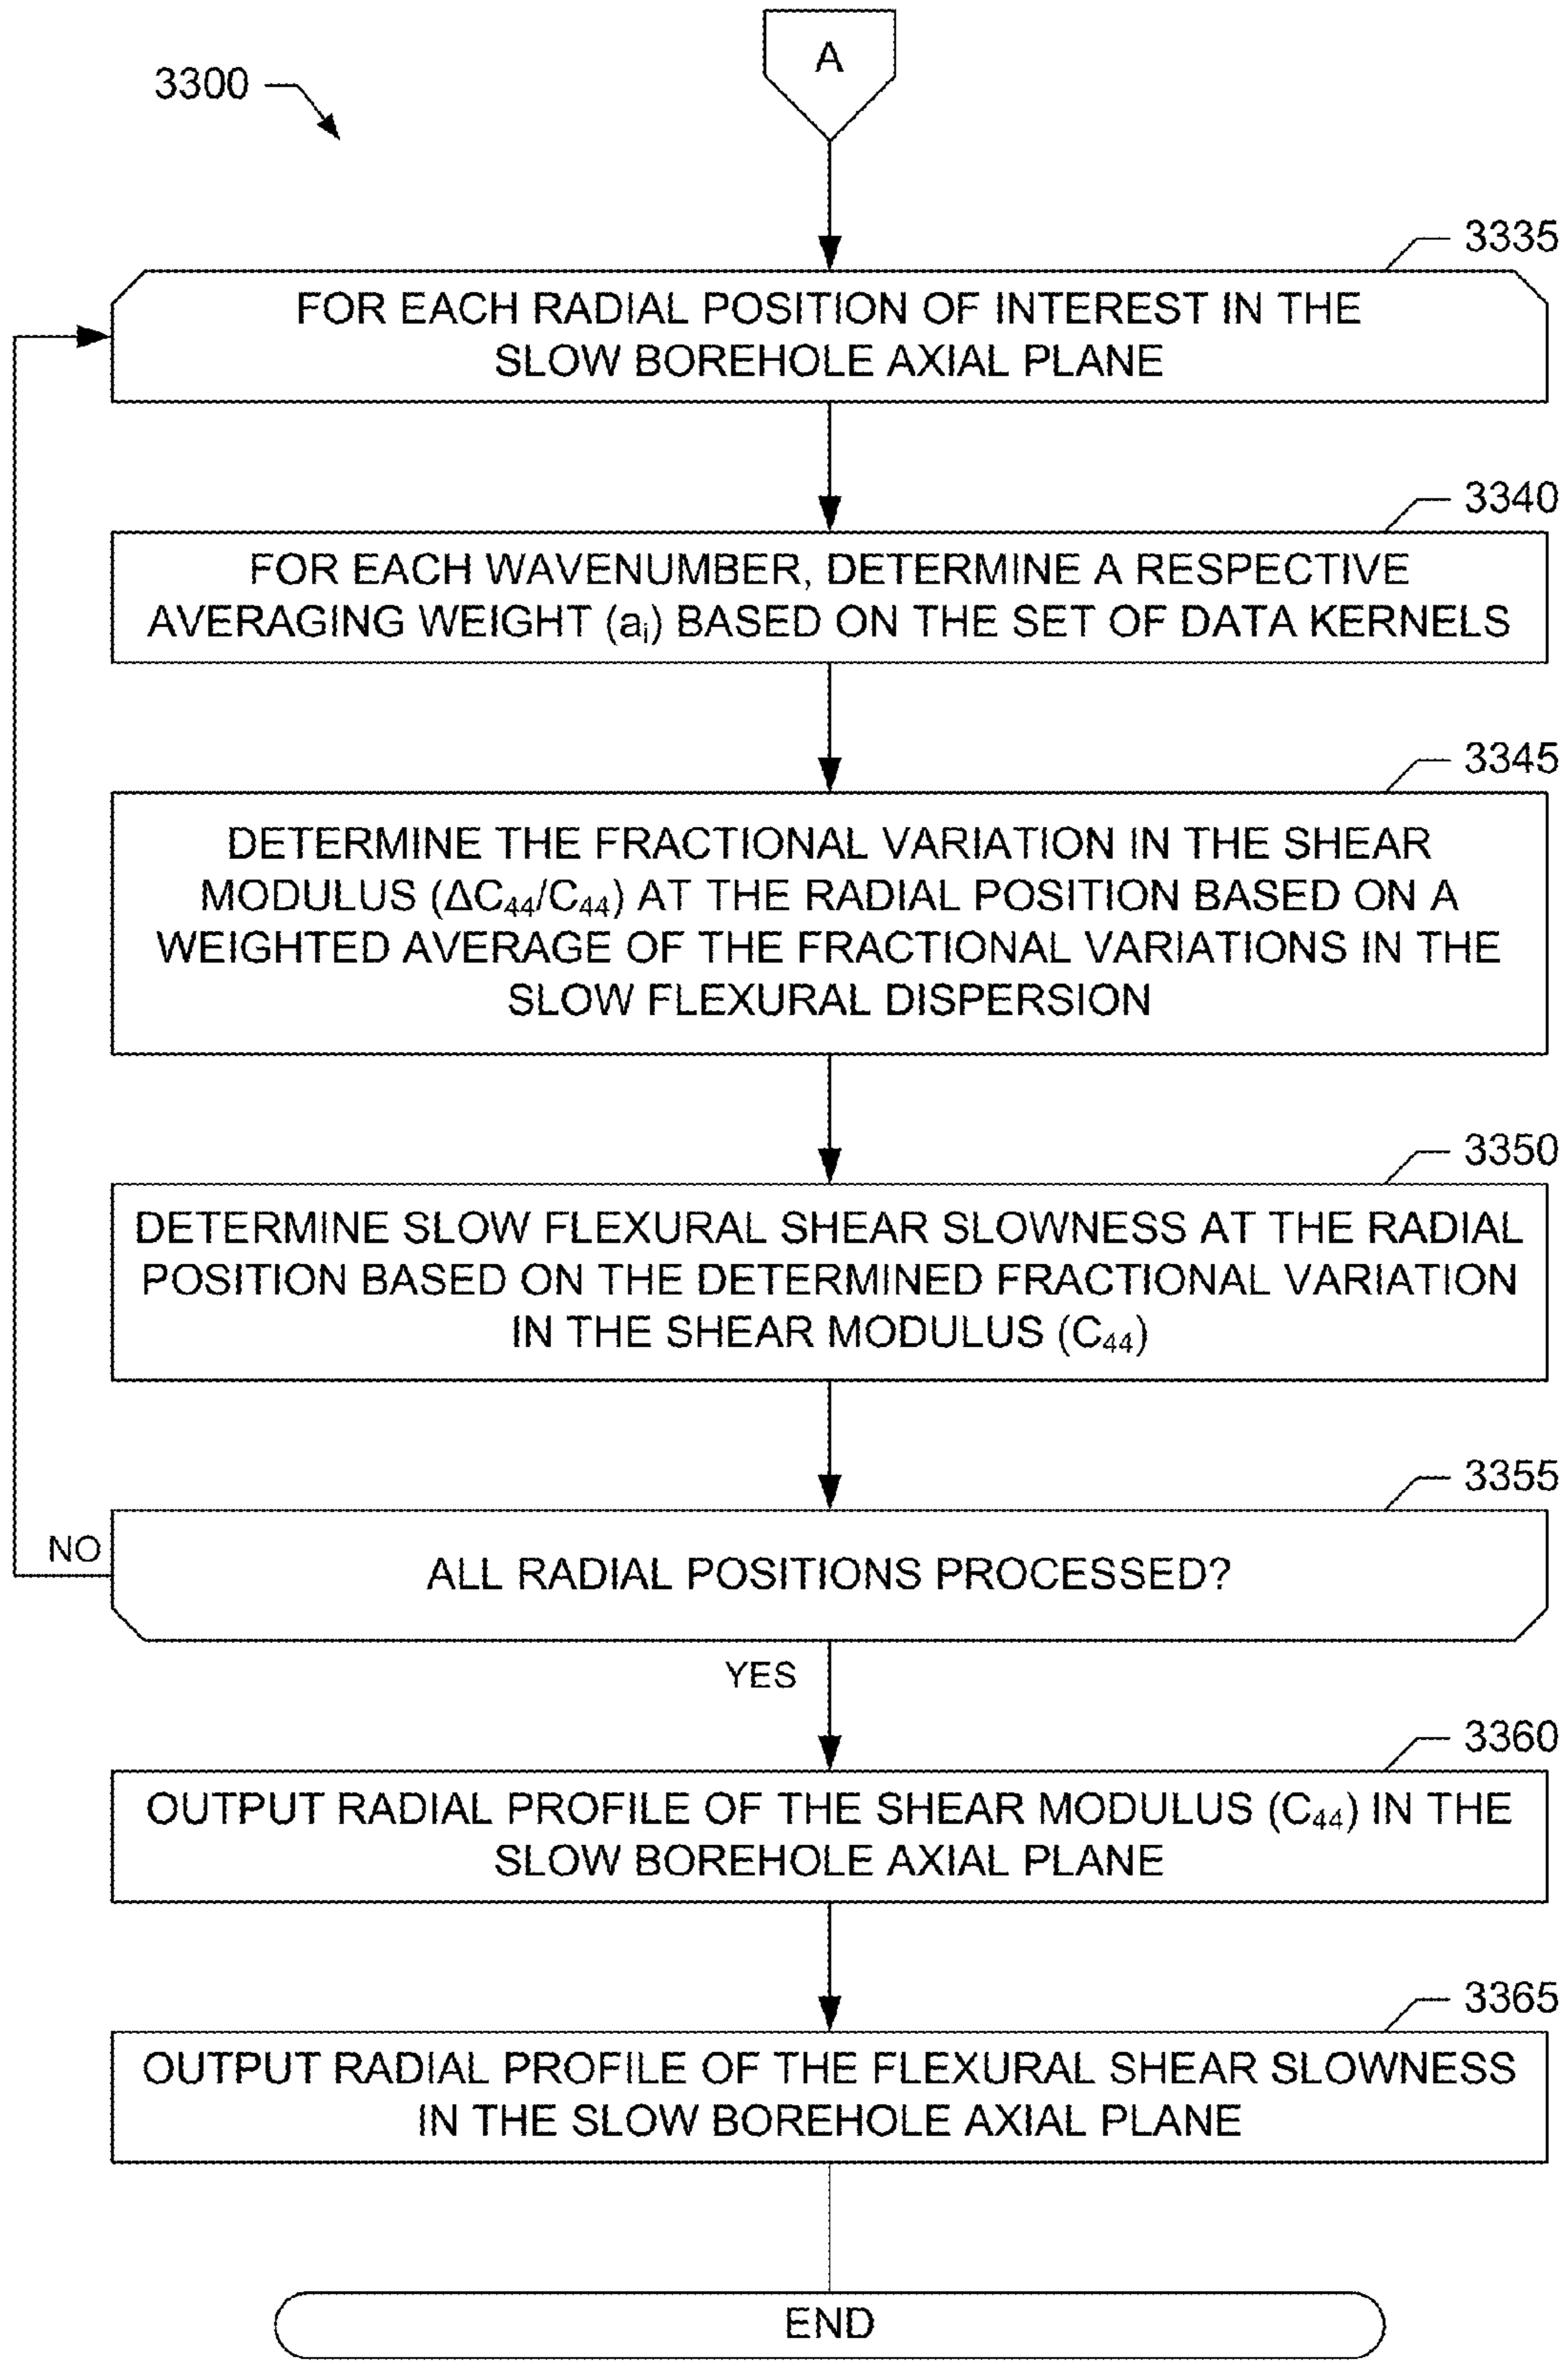 A
3300
3335
FOR EACH RADIAL POSITION OF INTEREST IN THE
SLOW BOREHOLE AXIAL PLANE
3340
FOR EACH WAVENUMBER, DETERMINE A RESPECTIVE
AVERAGING WEIGHT (aᵢ) BASED ON THE SET OF DATA KERNELS
3345
DETERMINE THE FRACTIONAL VARIATION IN THE SHEAR
MODULUS (ΔC₄₄/C₄₄) AT THE RADIAL POSITION BASED ON A
WEIGHTED AVERAGE OF THE FRACTIONAL VARIATIONS IN THE
SLOW FLEXURAL DISPERSION
3350
DETERMINE SLOW FLEXURAL SHEAR SLOWNESS AT THE RADIAL
POSITION BASED ON THE DETERMINED FRACTIONAL VARIATION
IN THE SHEAR MODULUS (C₄₄)
3355
NO
ALL RADIAL POSITIONS PROCESSED?
YES
3360
OUTPUT RADIAL PROFILE OF THE SHEAR MODULUS (C₄₄) IN THE
SLOW BOREHOLE AXIAL PLANE
3365
OUTPUT RADIAL PROFILE OF THE FLEXURAL SHEAR SLOWNESS
IN THE SLOW BOREHOLE AXIAL PLANE
END